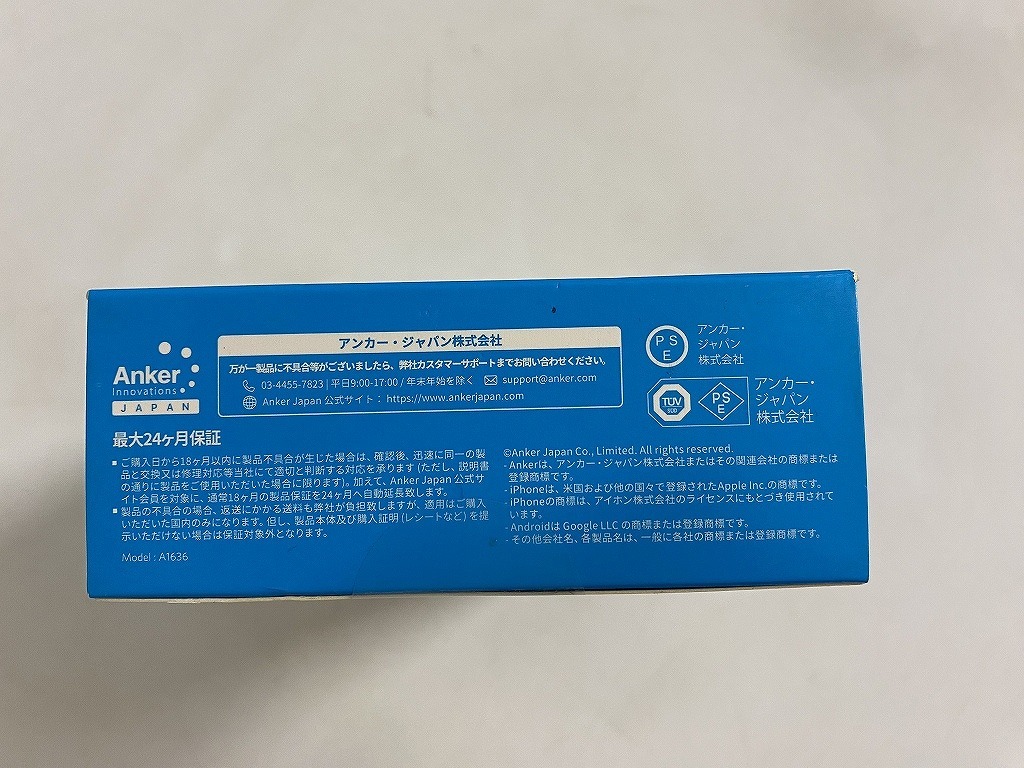 Anker
Innovations
JAPAN
アンカー・ジャパン株式会社
万が一製品に不具合等がございましたら、弊社カスタマーサポートまでお問い合わせください。
03-4455-7823 | 平日9:00-17:00 / 年末年始を除く support@anker.com
Anker Japan 公式サイト： https://www.ankerjapan.com
PS
E
アンカー・
ジャパン
株式会社
TÜV
SÜD
PS
E
アンカー・
ジャパン
株式会社
最大24ヶ月保証
■ ご購入日から18ヶ月以内に製品不具合が生じた場合は、確認後、迅速に同一の製
品と交換又は修理対応等当社にて適切と判断する対応を承ります（ただし、説明書
の通りに製品をご使用いただいた場合に限ります）。加えて、Anker Japan 公式サ
イト会員を対象に、通常18ヶ月の製品保証を24ヶ月へ自動延長致します。
■ 製品の不具合の場合、返送にかかる送料も弊社が負担致しますが、適用はご購入
いただいた国内のみになります。但し、製品本体及び購入証明（レシートなど）を提
示いただけない場合は保証対象外となります。
Model : A1636
©Anker Japan Co., Limited. All rights reserved.
- Ankerは、アンカー・ジャパン株式会社またはその関連会社の商標または
登録商標です。
- iPhoneは、米国および他の国々で登録されたApple Inc.の商標です。
- iPhoneの商標は、アイホン株式会社のライセンスにもとづき使用されて
います。
- AndroidはGoogle LLC の商標または登録商標です。
- その他会社名、各製品名は、一般に各社の商標または登録商標です。